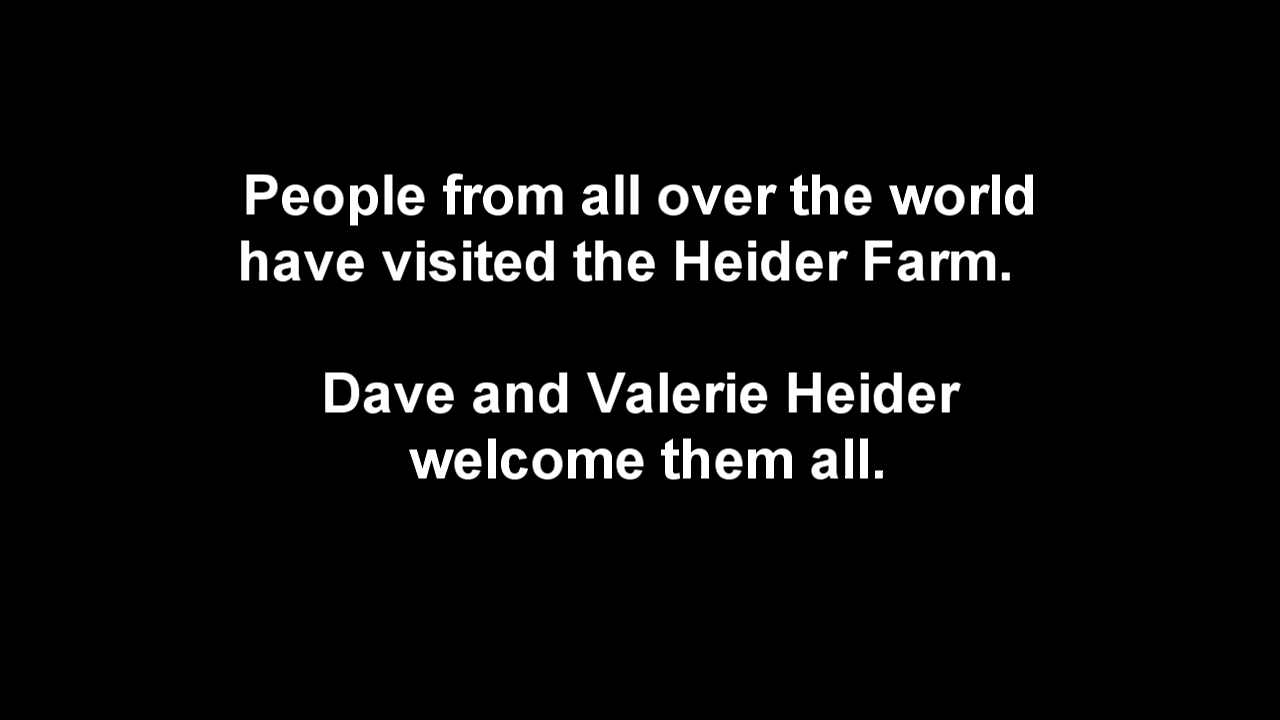 People from all over the world
have visited the Heider Farm.
Dave and Valerie Heider
welcome them all.